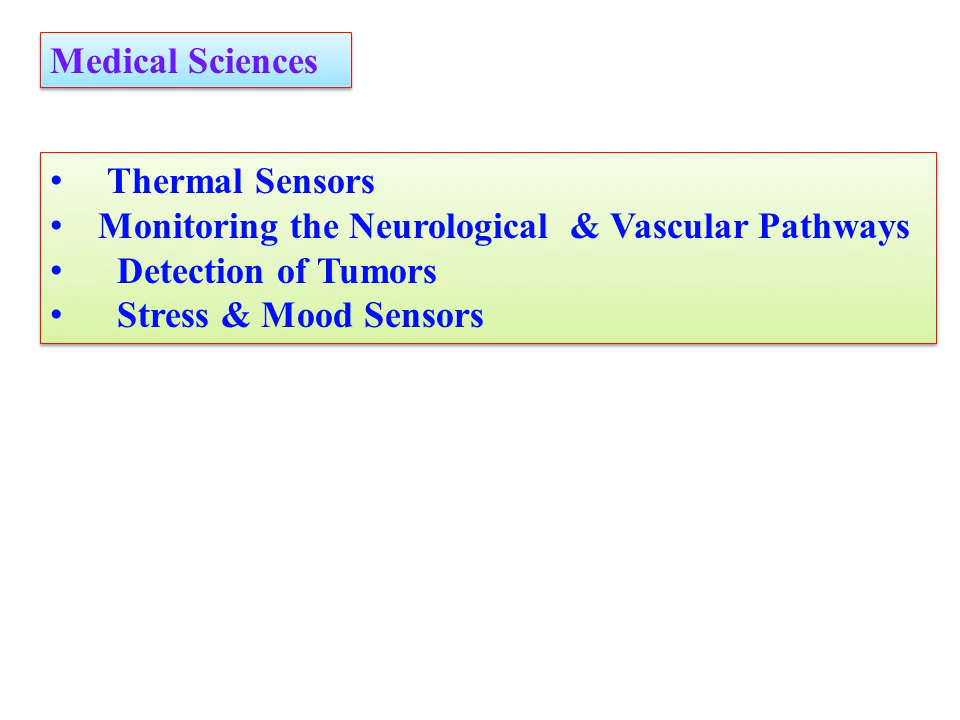 Medical Sciences
• Thermal Sensors
• Monitoring the Neurological & Vascular Pathways
• Detection of Tumors
• Stress & Mood Sensors